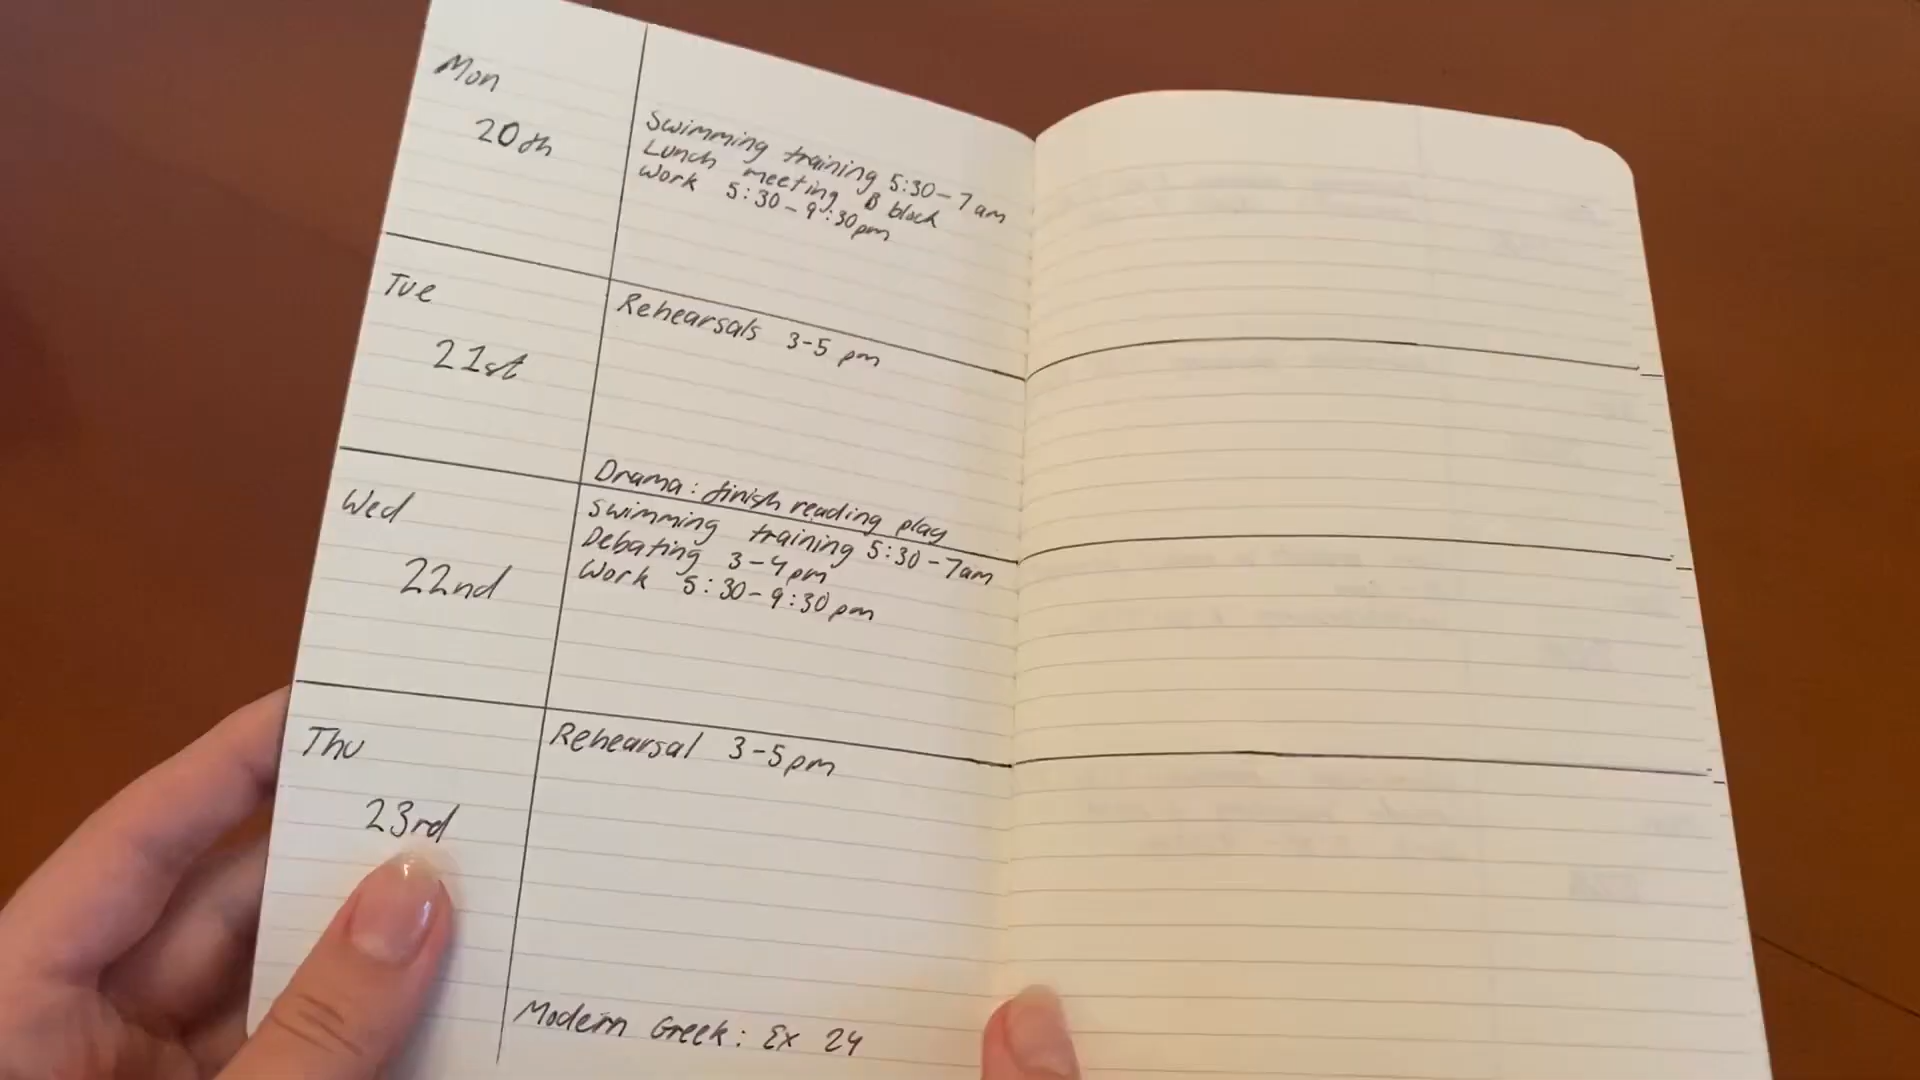 Mon
20th
Swimming training 5:30-7am
Lunch meeting B block
Work 5:30-9:30pm
Tue
21st
Rehearsals 3-5 pm
Drama: finish reading play
Wed
22nd
Swimming training 5:30-7am
Debating 3-4pm
Work 5:30-9:30pm
Thu
23rd
Rehearsal 3-5pm
Modern Greek: Ex 24